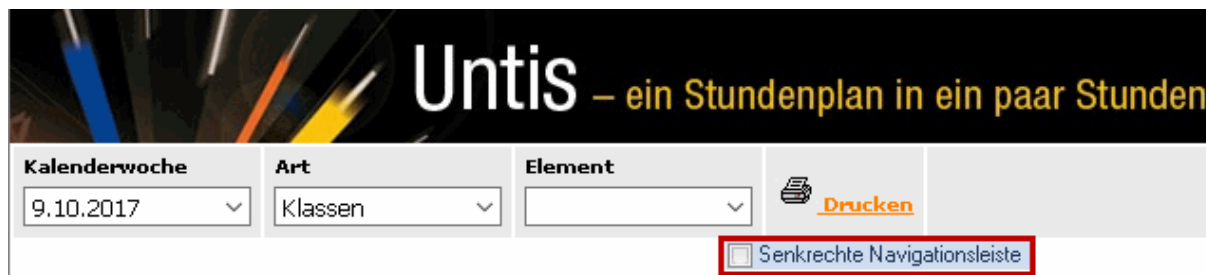 Untis – ein Stundenplan in ein paar Stunden
Kalenderwoche Art Element
9.10.2017 Klassen Drucken
Senkrechte Navigationsleiste